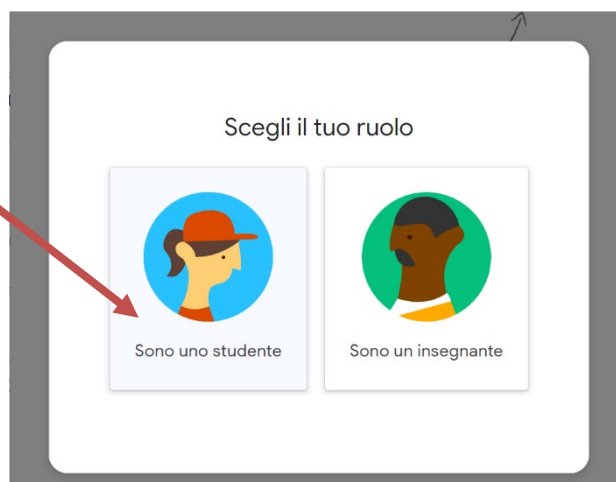 Scegli il tuo ruolo
Sono uno studente
Sono un insegnante